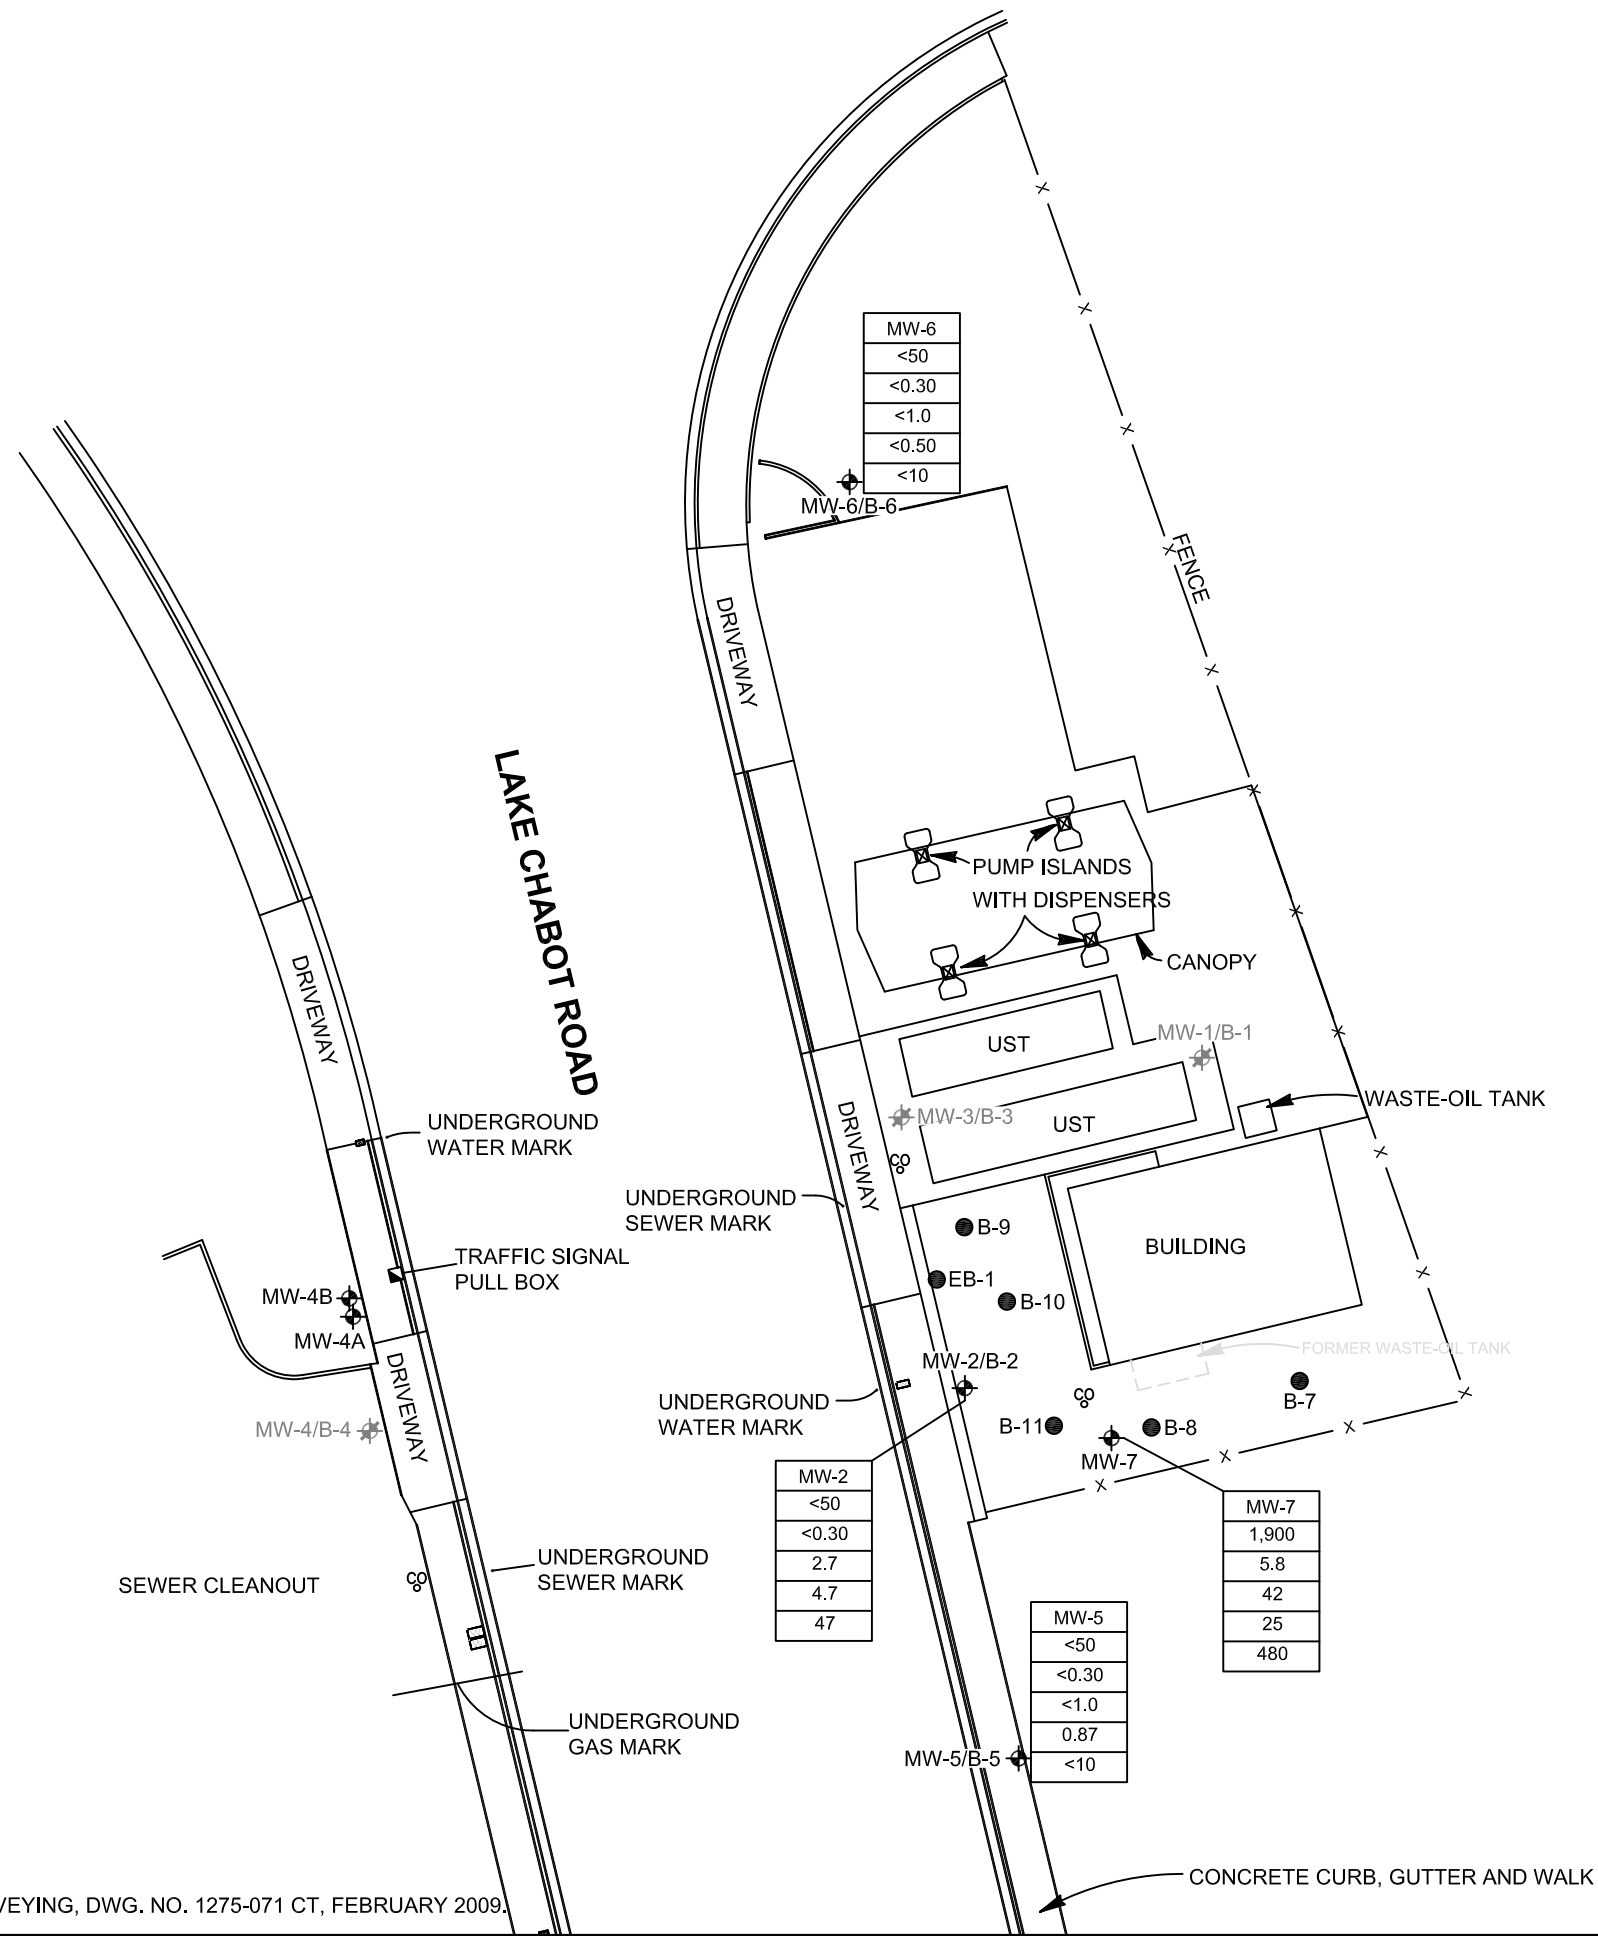 MW-6
<50
<0.30
<1.0
<0.50
<10
MW-6/B-6
FENCE
DRIVEWAY
LAKE CHABOT ROAD
PUMP ISLANDS
WITH DISPENSERS
CANOPY
DRIVEWAY
UST
MW-1/B-1
WASTE-OIL TANK
MW-3/B-3
UST
UNDERGROUND
WATER MARK
DRIVEWAY
CO
UNDERGROUND
SEWER MARK
B-9
BUILDING
TRAFFIC SIGNAL
PULL BOX
EB-1
MW-4B
B-10
MW-4A
FORMER WASTE-OIL TANK
MW-2/B-2
DRIVEWAY
UNDERGROUND
WATER MARK
CO
B-7
MW-4/B-4
B-11
B-8
MW-7
MW-2
<50
<0.30
2.7
4.7
47
MW-7
1,900
5.8
42
25
480
UNDERGROUND
SEWER MARK
SEWER CLEANOUT
CO
MW-5
<50
<0.30
<1.0
0.87
<10
UNDERGROUND
GAS MARK
MW-5/B-5
CONCRETE CURB, GUTTER AND WALK
VEYING, DWG. NO. 1275-071 CT, FEBRUARY 2009.